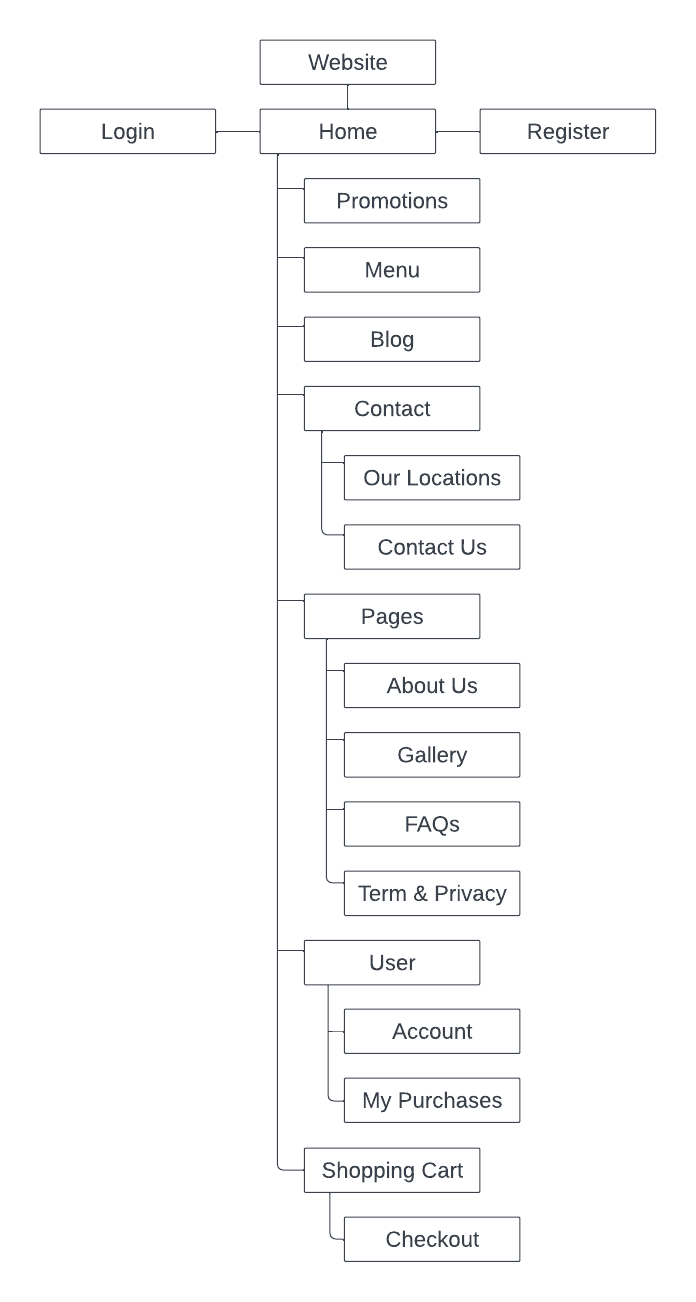 Website
Login
Home
Register
Promotions
Menu
Blog
Contact
Our Locations
Contact Us
Pages
About Us
Gallery
FAQs
Term & Privacy
User
Account
My Purchases
Shopping Cart
Checkout